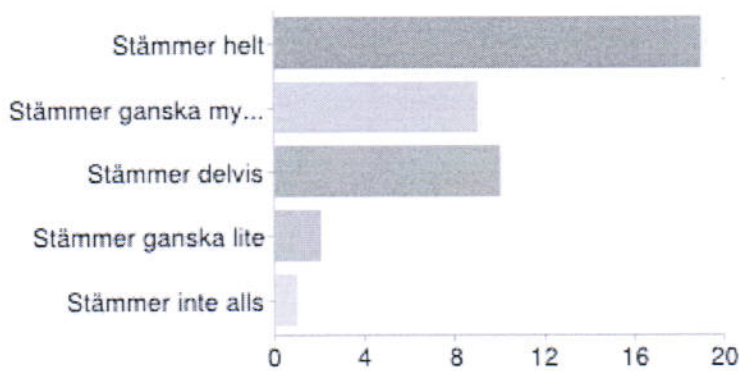 Stämmer helt
Stämmer ganska my...
Stämmer delvis
Stämmer ganska lite
Stämmer inte alls
0 4 8 12 16 20